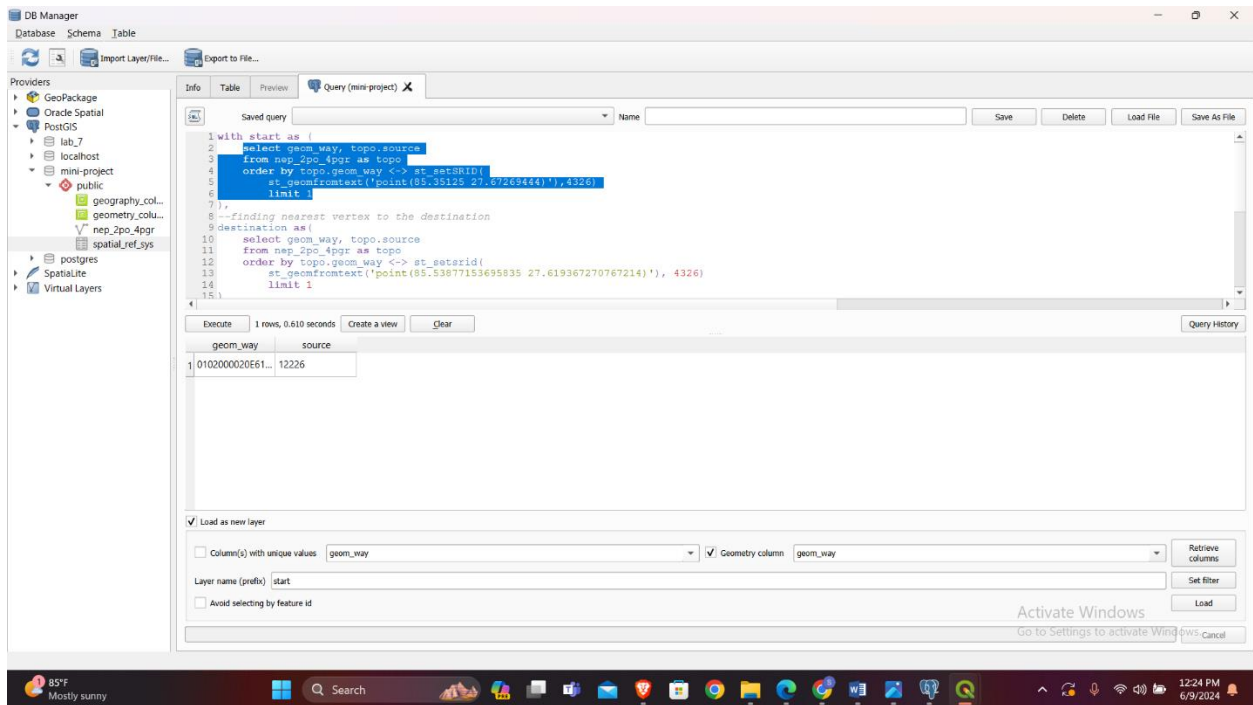 DB Manager
Database Schema Table
Import Layer/File... Export to File...
Providers
GeoPackage
Oracle Spatial
PostGIS
lab_7
localhost
mini-project
public
geography_col...
geometry_colu...
nep_2po_4pgr
spatial_ref_sys
postgres
SpatiaLite
Virtual Layers
Info Table Preview Query (mini-project)
Saved query Name Save Delete Load File Save As File
1 with start as (
2 select geom_way, topo.source
3 from nep_2po_4pgr as topo
4 order by topo.geom_way <-> st_setSRID(
5 st_geomfromtext('point(85.35125 27.67269444)'),4326)
6 limit 1
7 ),
8 --finding nearest vertex to the destination
9 destination as(
10 select geom_way, topo.source
11 from nep_2po_4pgr as topo
12 order by topo.geom_way <-> st_setsrid(
13 st_geomfromtext('point(85.53877153695835 27.619367270767214)'), 4326)
14 limit 1
15 )
Execute 1 rows, 0.610 seconds Create a view Clear Query History
geom_way source
1 0102000020E61... 12226
Load as new layer
Column(s) with unique values geom_way Geometry column geom_way Retrieve columns
Layer name (prefix) start Set filter
Avoid selecting by feature id Load
Activate Windows
Go to Settings to activate Windows.
Cancel
1 85°F
Mostly sunny
Search
12:24 PM
6/9/2024